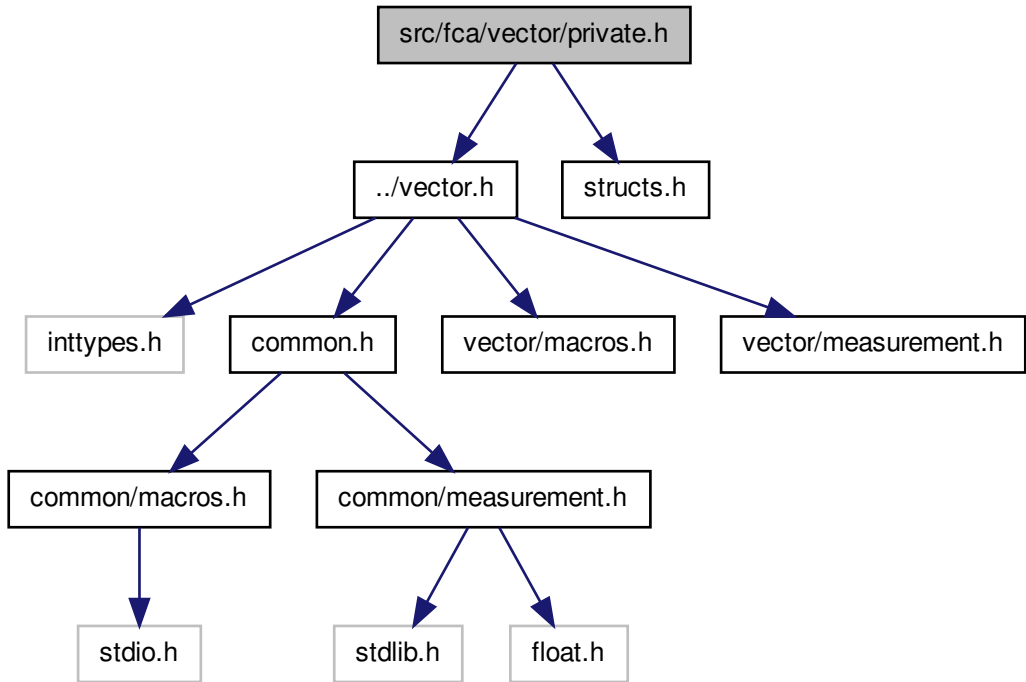 src/fca/vector/private.h
../vector.h
structs.h
inttypes.h
common.h
vector/macros.h
vector/measurement.h
common/macros.h
common/measurement.h
stdio.h
stdlib.h
float.h